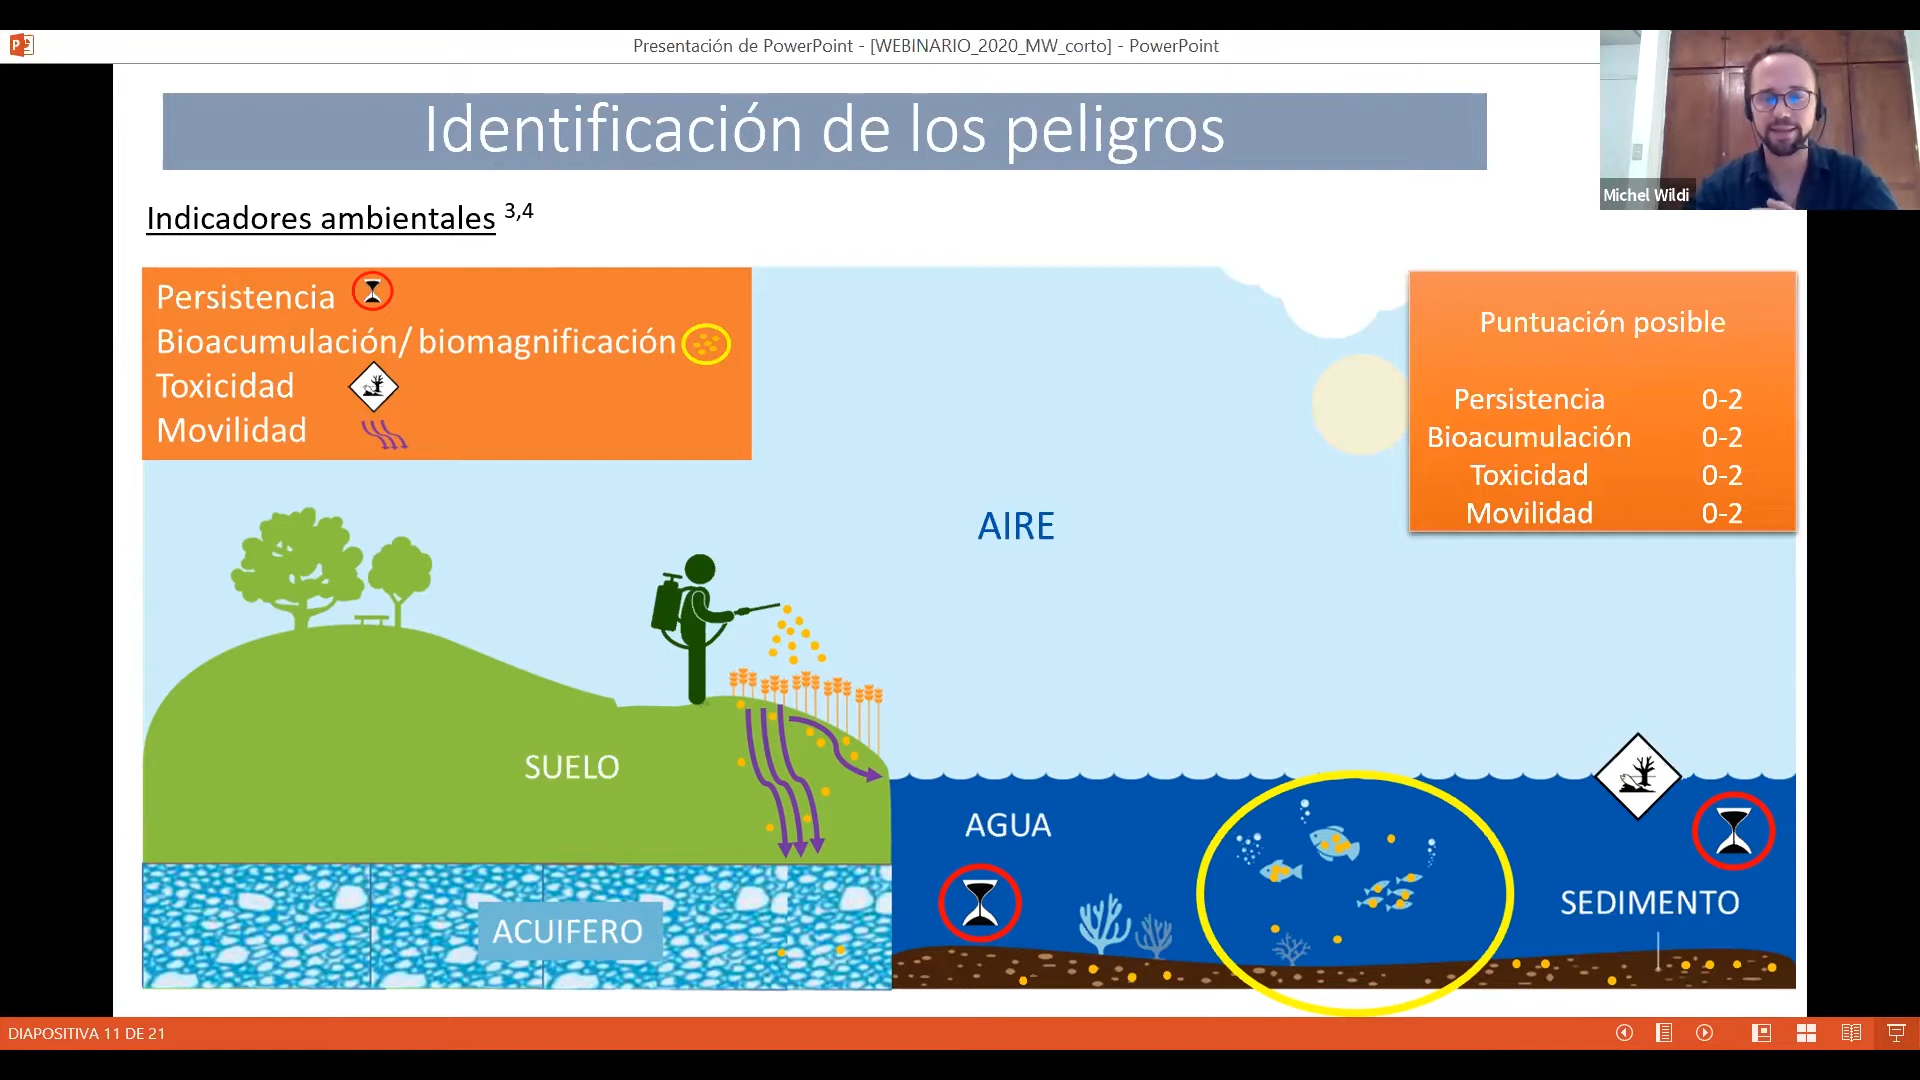 Presentación de PowerPoint - [WEBINARIO_2020_MW_corto] - PowerPoint
Identificación de los peligros
Michel Wildi
Indicadores ambientales 3,4
Persistencia
Bioacumulación/ biomagnificación
Toxicidad
Movilidad
Puntuación posible
Persistencia 0-2
Bioacumulación 0-2
Toxicidad 0-2
Movilidad 0-2
AIRE
SUELO
AGUA
SEDIMENTO
ACUIFERO
DIAPOSITIVA 11 DE 21